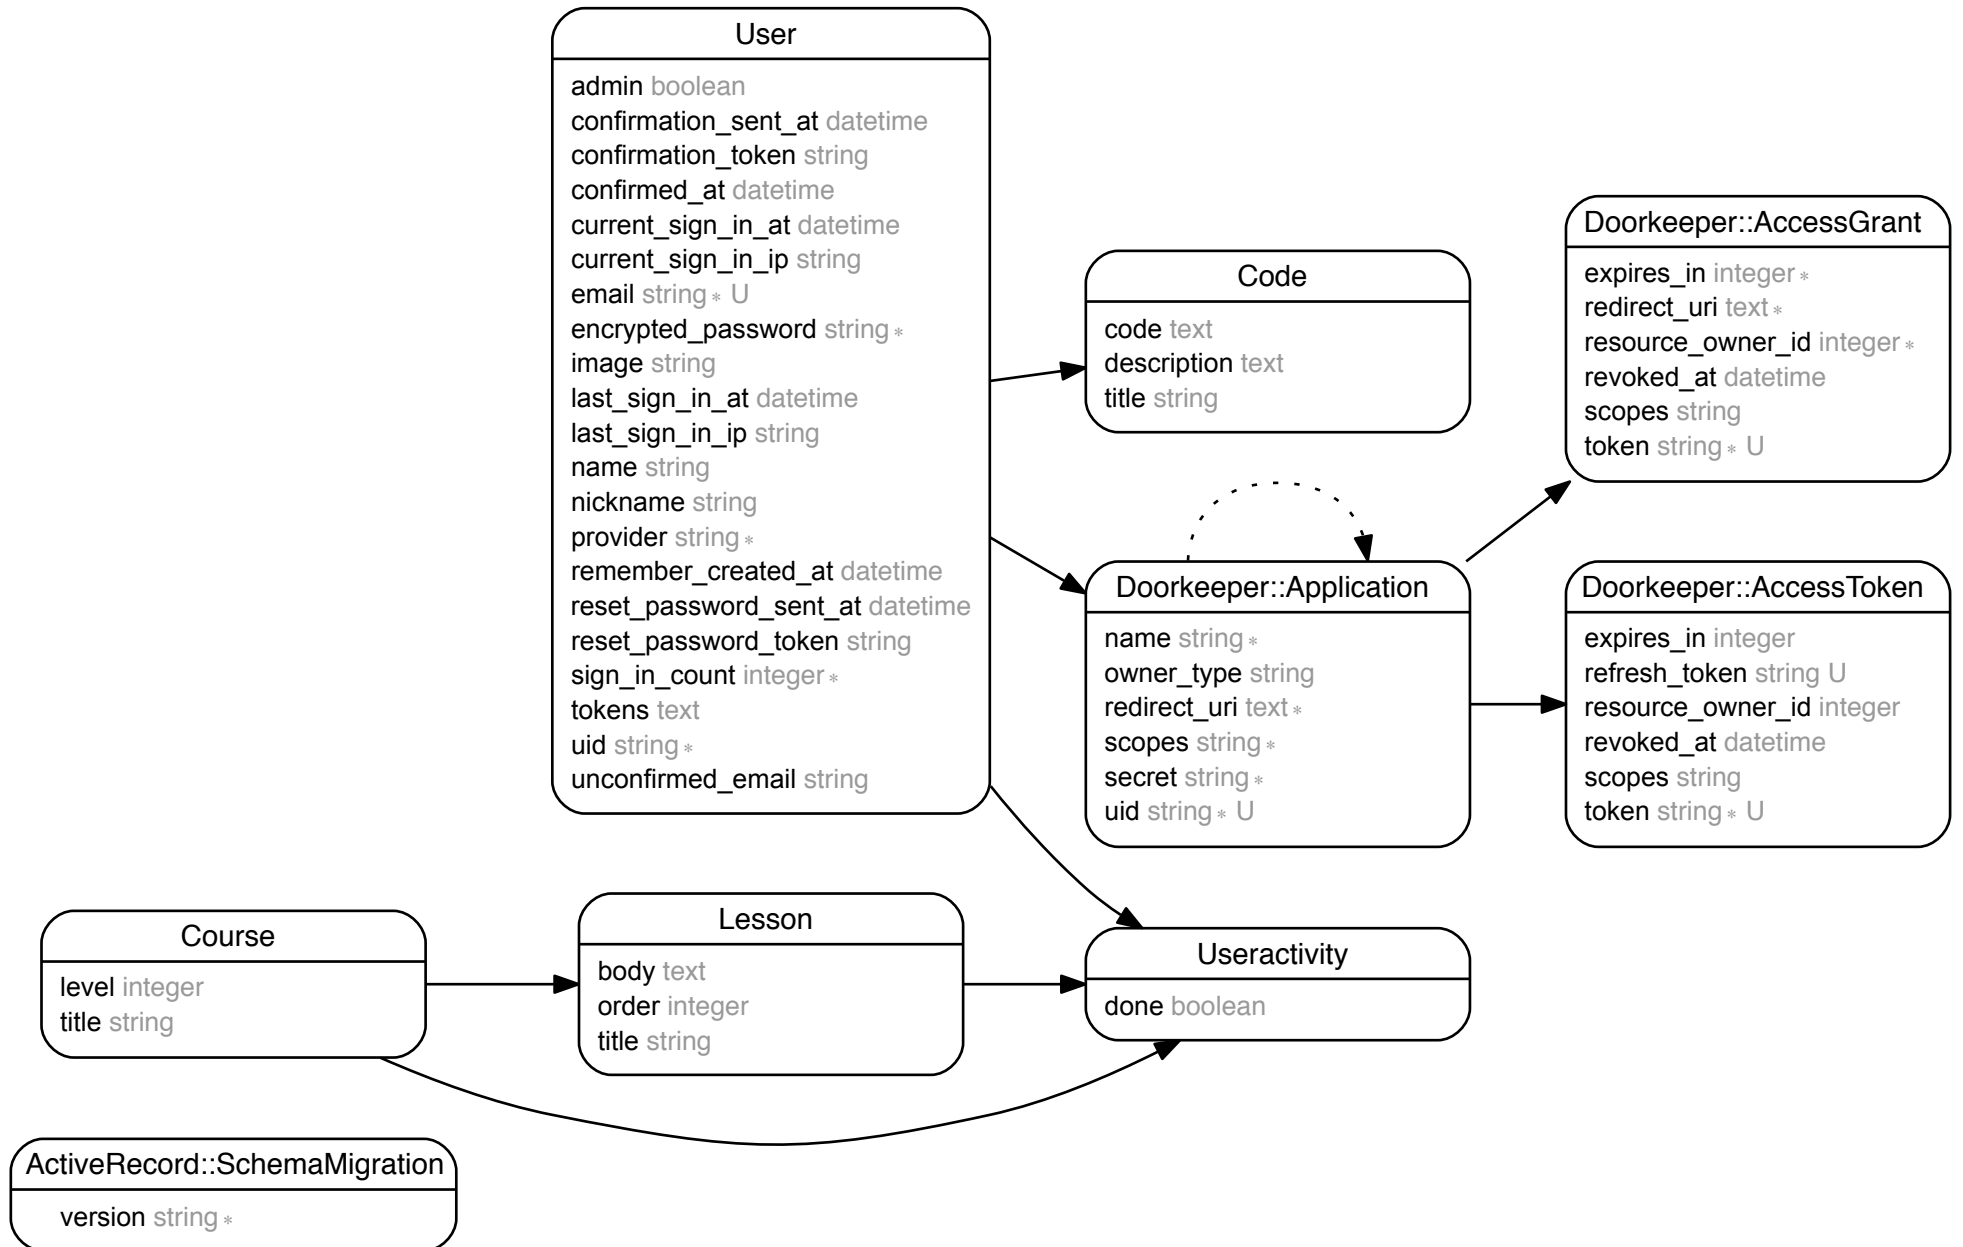 User
admin boolean
confirmation_sent_at datetime
confirmation_token string
confirmed_at datetime
current_sign_in_at datetime
current_sign_in_ip string
email string* U
encrypted_password string*
image string
last_sign_in_at datetime
last_sign_in_ip string
name string
nickname string
provider string*
remember_created_at datetime
reset_password_sent_at datetime
reset_password_token string
sign_in_count integer*
tokens text
uid string*
unconfirmed_email string
Code
code text
description text
title string
Doorkeeper::AccessGrant
expires_in integer*
redirect_uri text*
resource_owner_id integer*
revoked_at datetime
scopes string
token string* U
Doorkeeper::Application
name string*
owner_type string
redirect_uri text*
scopes string*
secret string*
uid string* U
Doorkeeper::AccessToken
expires_in integer
refresh_token string U
resource_owner_id integer
revoked_at datetime
scopes string
token string* U
Course
level integer
title string
Lesson
body text
order integer
title string
Useractivity
done boolean
ActiveRecord::SchemaMigration
version string*